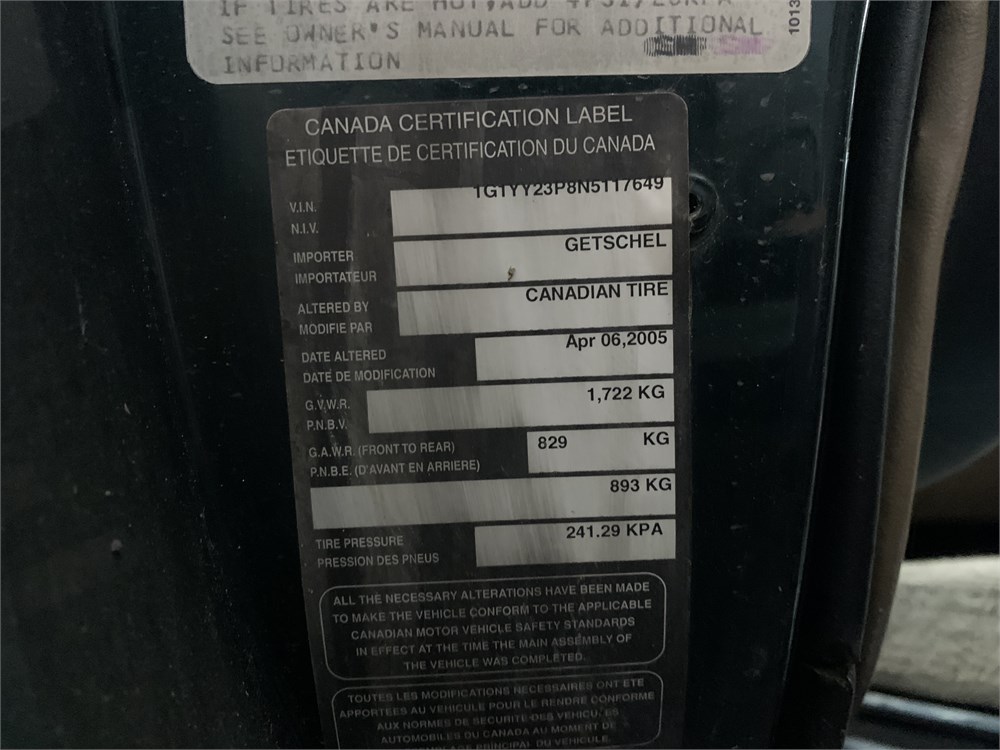 IF TIRES ARE HOT, ADD 4PSI/28KPA
SEE OWNER'S MANUAL FOR ADDITIONAL
INFORMATION
1013
CANADA CERTIFICATION LABEL
ETIQUETTE DE CERTIFICATION DU CANADA
V.I.N.
N.I.V.
1G1YY23P8N5117649
IMPORTER
IMPORTATEUR
GETSCHEL
ALTERED BY
MODIFIE PAR
CANADIAN TIRE
DATE ALTERED
DATE DE MODIFICATION
Apr 06,2005
G.V.W.R.
P.N.B.V.
1,722 KG
G.A.W.R. (FRONT TO REAR)
P.N.B.E. (D'AVANT EN ARRIERE)
829 KG
893 KG
TIRE PRESSURE
PRESSION DES PNEUS
241.29 KPA
ALL THE NECESSARY ALTERATIONS HAVE BEEN MADE
TO MAKE THE VEHICLE CONFORM TO THE APPLICABLE
CANADIAN MOTOR VEHICLE SAFETY STANDARDS
IN EFFECT AT THE TIME THE MAIN ASSEMBLY OF
THE VEHICLE WAS COMPLETED.
TOUTES LES MODIFICATIONS NECESSAIRES ONT ETE
APPORTEES AU VEHICULE POUR LE RENDRE CONFORME
AUX NORMES DE SECURITE DES VEHICULES
AUTOMOBILES DU CANADA AU MOMENT DE
PRINCIPAL DU VEHICULE.